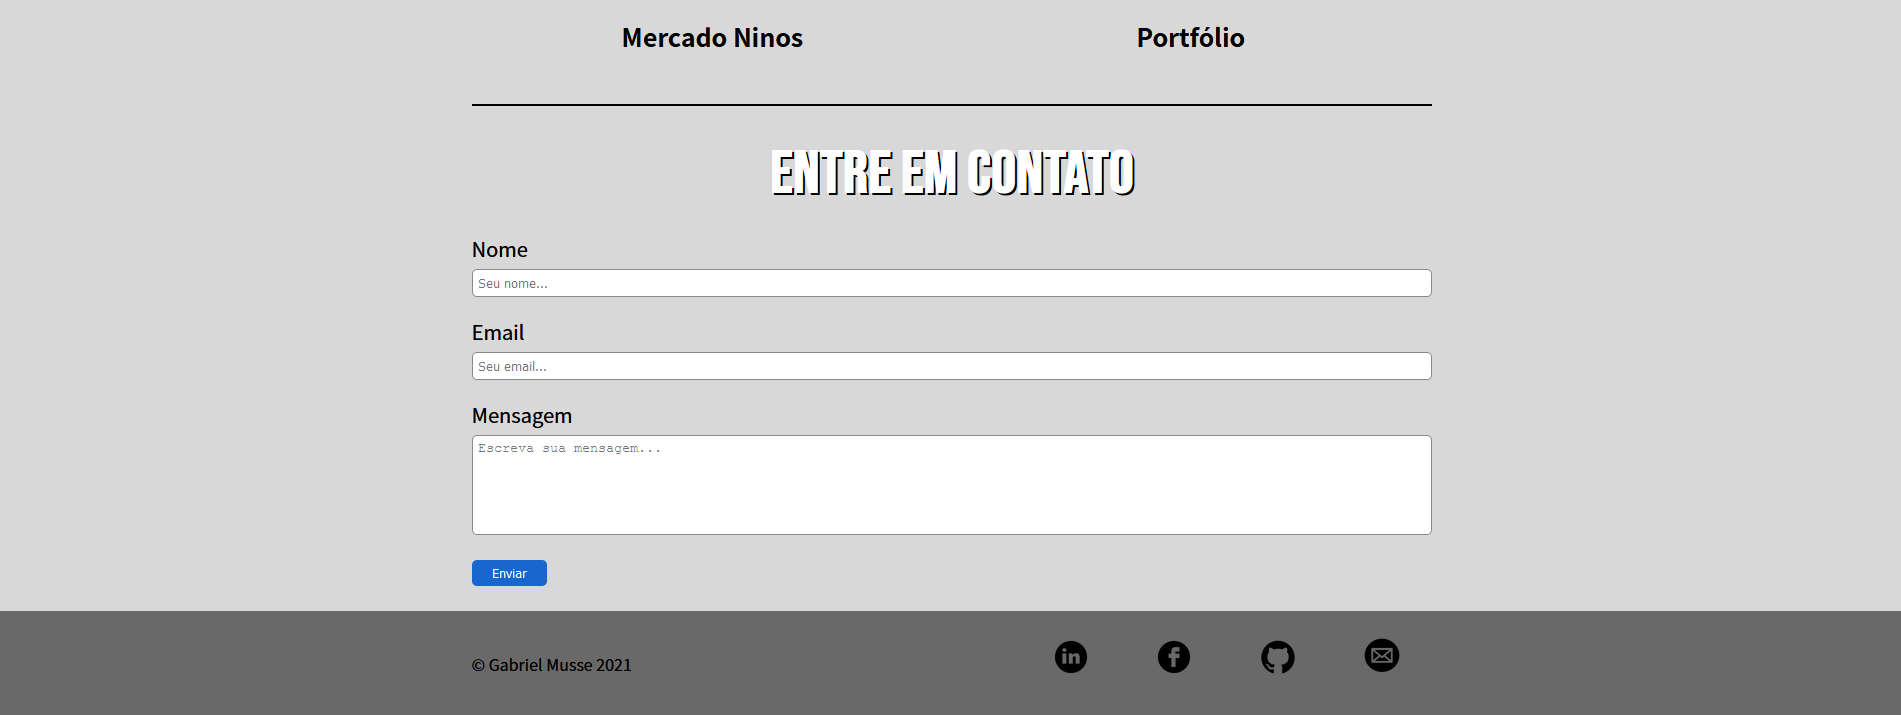 Mercado Ninos Portfólio
ENTRE EM CONTATO
Nome
Seu nome...
Email
Seu email...
Mensagem
Escreva sua mensagem...
Enviar
© Gabriel Musse 2021
in f